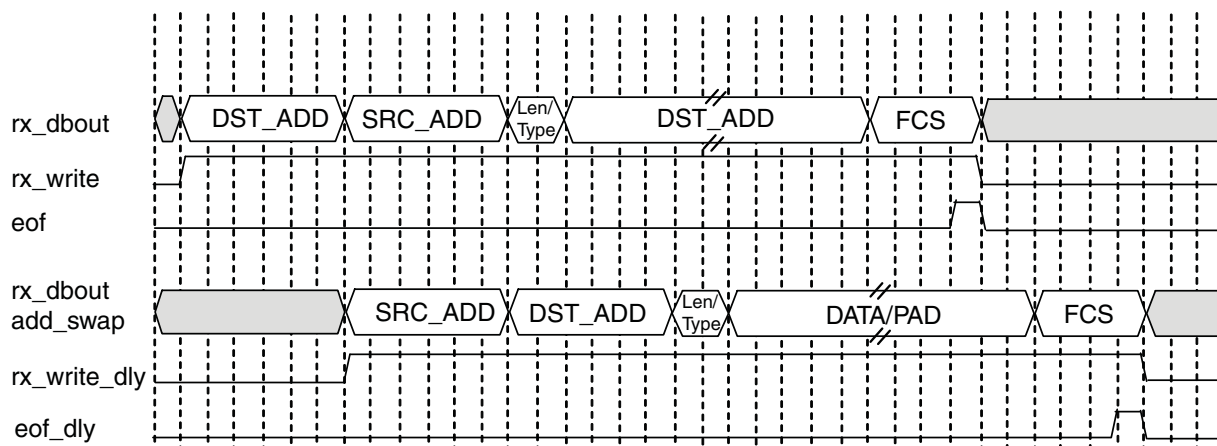 rx_dbout
DST_ADD
SRC_ADD
Len/
Type
DST_ADD
FCS
rx_write
eof
rx_dbout
add_swap
SRC_ADD
DST_ADD
Len/
Type
DATA/PAD
FCS
rx_write_dly
eof_dly